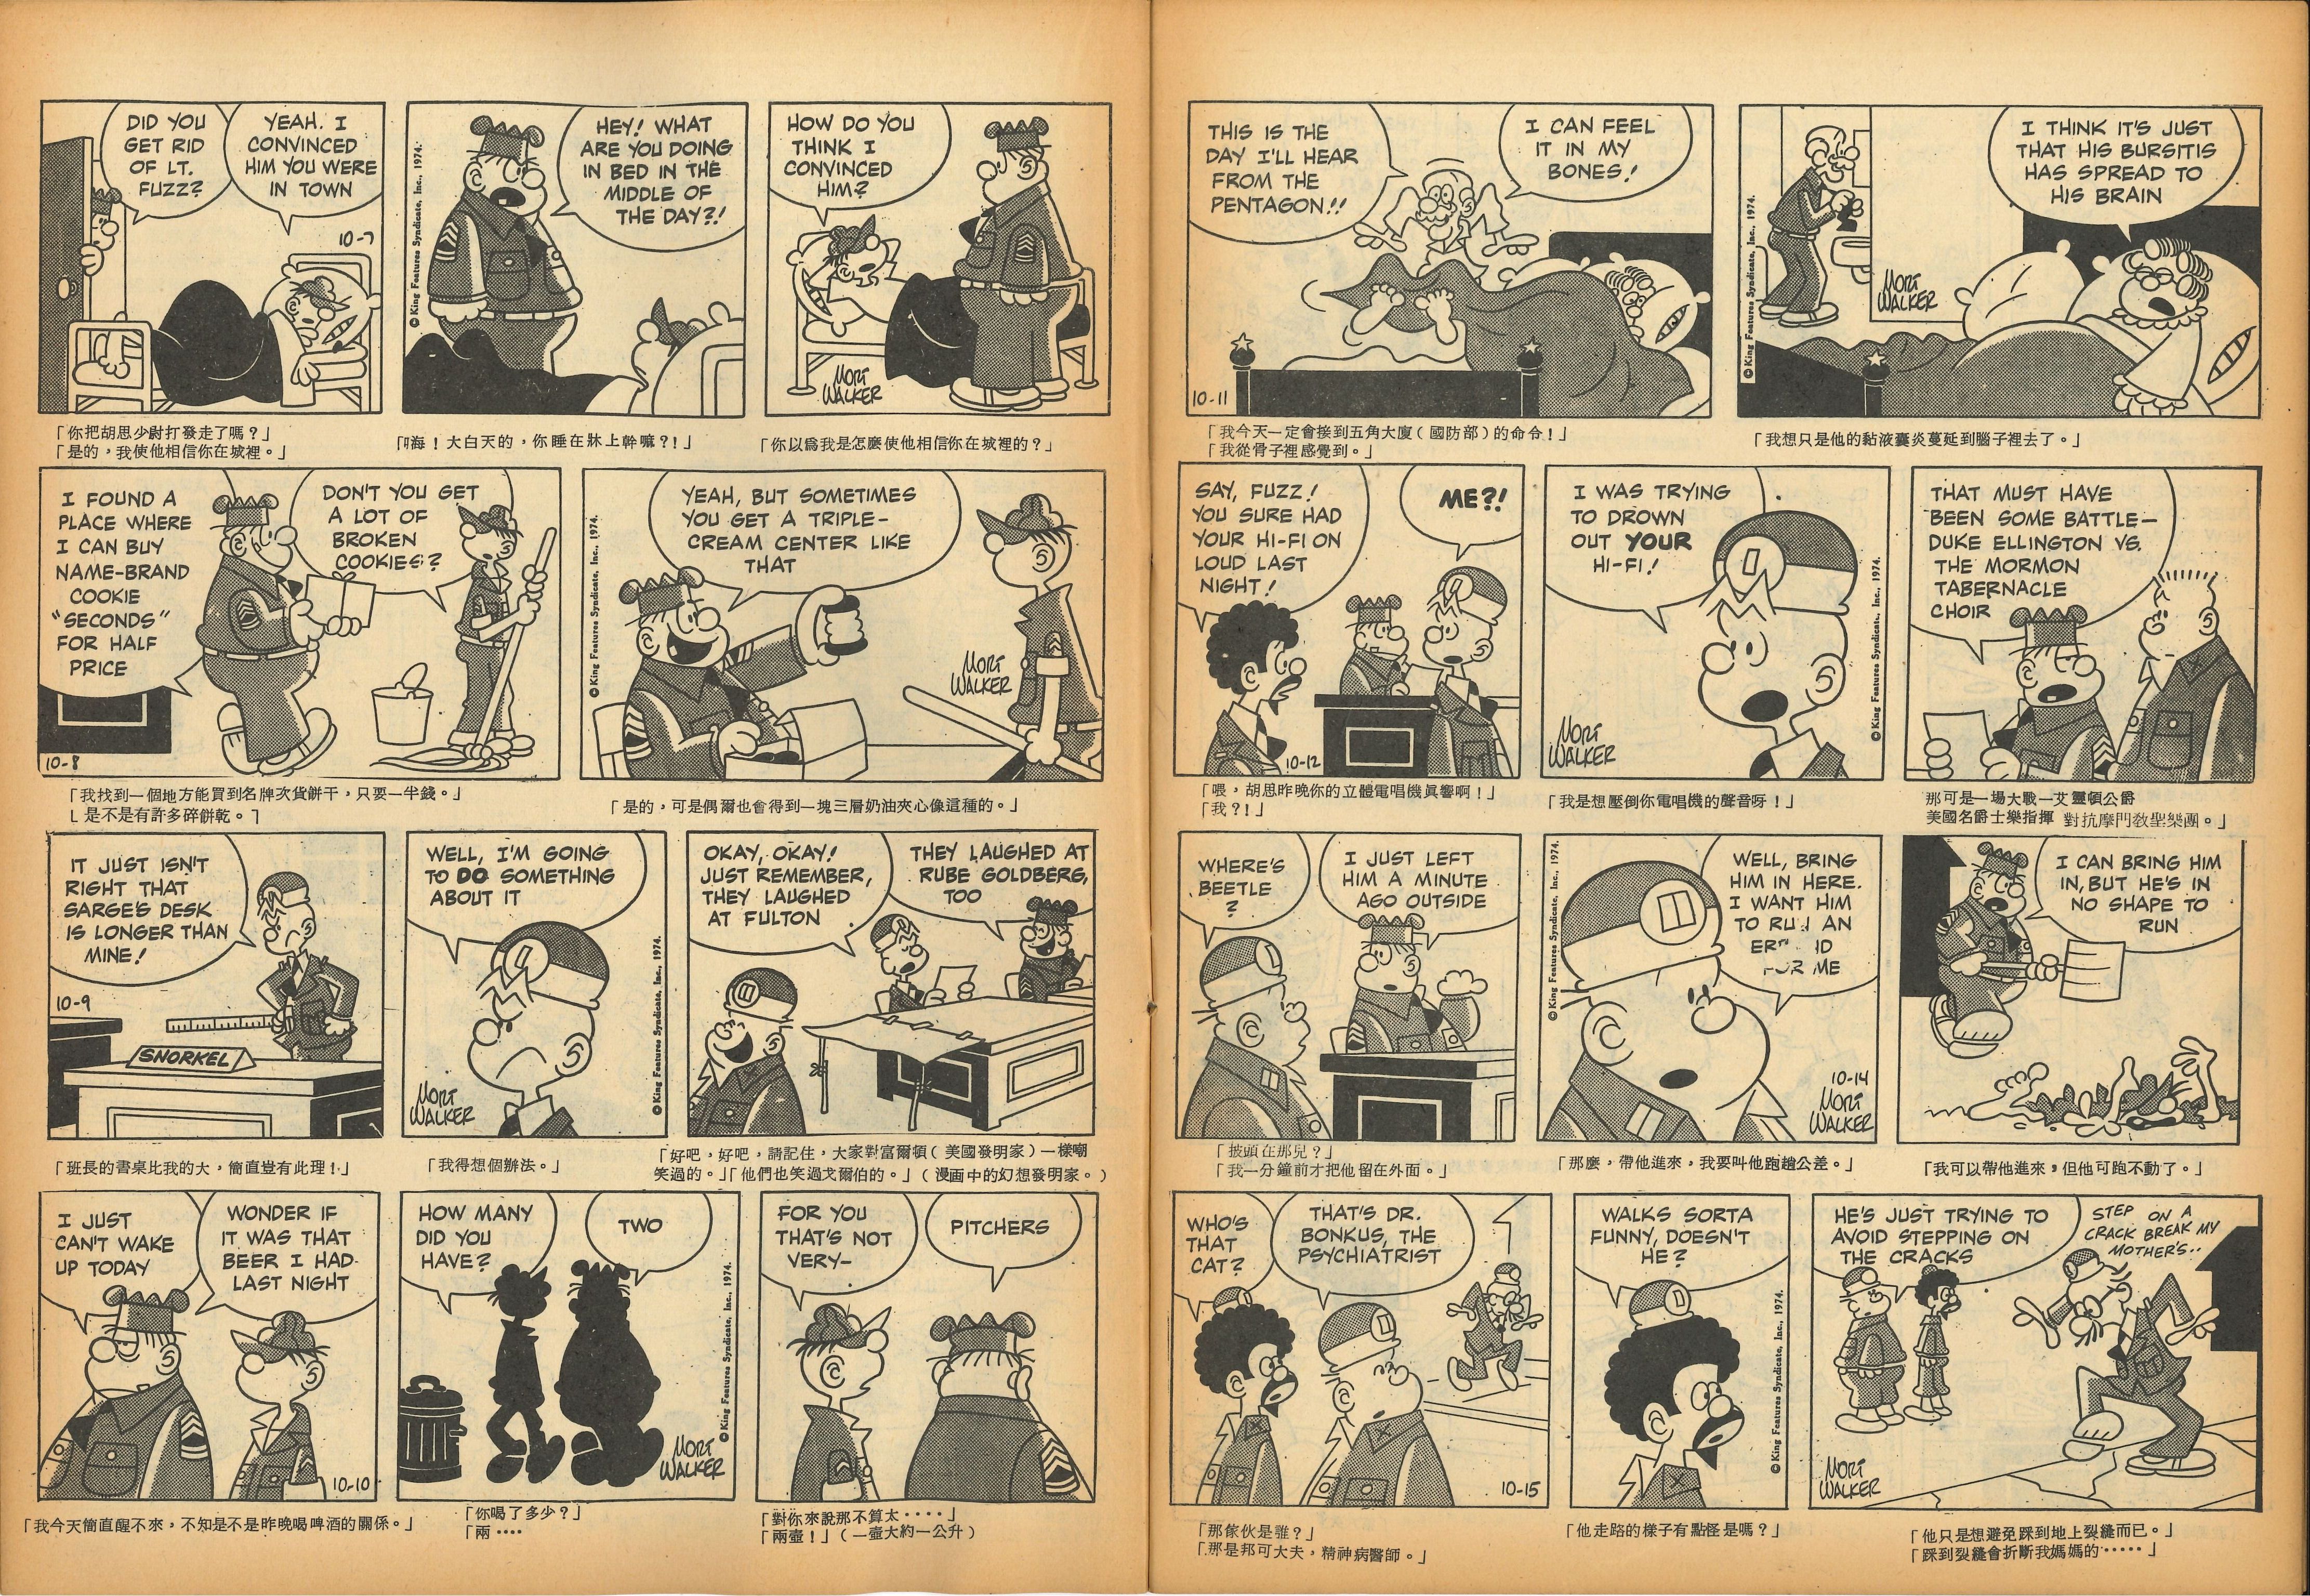 DID YOU
GET RID
OF LT.
FUZZ?
YEAH. I
CONVINCED
HIM YOU WERE
IN TOWN
10-7
© King Features Syndicate, Inc., 1974.
HEY! WHAT
ARE YOU DOING
IN BED IN THE
MIDDLE OF
THE DAY?!
HOW DO YOU
THINK I
CONVINCED
HIM?
MORT
WALKER
「你把胡思少尉打發走了嗎?」
「是的,我使他相信你在城裡。」
「嗨!大白天的,你睡在牀上幹嘛?!」
「你以爲我是怎麼使他相信你在城裡的?」
I FOUND A
PLACE WHERE
I CAN BUY
NAME-BRAND
COOKIE
"SECONDS"
FOR HALF
PRICE
DON'T YOU GET
A LOT OF
BROKEN
COOKIES?
10-8
© King Features Syndicate, Inc., 1974.
YEAH, BUT SOMETIMES
YOU GET A TRIPLE-
CREAM CENTER LIKE
THAT
MORT
WALKER
「我找到一個地方能買到名牌次貨餅干,只要一半錢。」
「是不是有許多碎餅乾。」
「是的,可是偶爾也會得到一塊三層奶油夾心像這種的。」
IT JUST ISN'T
RIGHT THAT
SARGE'S DESK
IS LONGER THAN
MINE!
10-9
SNORKEL
WELL, I'M GOING
TO DO SOMETHING
ABOUT IT
MORT
WALKER
© King Features Syndicate, Inc., 1974.
OKAY, OKAY!
JUST REMEMBER,
THEY LAUGHED
AT FULTON
THEY LAUGHED AT
RUBE GOLDBERG,
TOO
「班長的書桌比我的大,簡直豈有此理!」
「我得想個辦法。」
「好吧,好吧,請記住,大家對富爾頓(美國發明家)一樣嘲
笑過的。」「他們也笑過戈爾伯的。」(漫画中的幻想發明家。)
I JUST
CAN'T WAKE
UP TODAY
WONDER IF
IT WAS THAT
BEER I HAD
LAST NIGHT
10-10
HOW MANY
DID YOU
HAVE?
TWO
© King Features Syndicate, Inc., 1974.
MORT
WALKER
FOR YOU
THAT'S NOT
VERY-
PITCHERS
「我今天簡直醒不來,不知是不是昨晚喝啤酒的關係。」
「你喝了多少?」
「兩‥‥
「對你來說那不算太‥‥」
「兩壺!」(一壺大約一公升)
THIS IS THE
DAY I'LL HEAR
FROM THE
PENTAGON!!
I CAN FEEL
IT IN MY
BONES!
10-11
© King Features Syndicate, Inc., 1974.
MORT
WALKER
I THINK IT'S JUST
THAT HIS BURSITIS
HAS SPREAD TO
HIS BRAIN
「我今天一定會接到五角大廈(國防部)的命令!」
「我從骨子裡感覺到。」
「我想只是他的黏液囊炎蔓延到腦子裡去了。」
SAY, FUZZ!
YOU SURE HAD
YOUR HI-FI ON
LOUD LAST
NIGHT!
ME?!
10-12
I WAS TRYING
TO DROWN
OUT YOUR
HI-FI!
MORT
WALKER
© King Features Syndicate, Inc., 1974.
THAT MUST HAVE
BEEN SOME BATTLE—
DUKE ELLINGTON VS.
THE MORMON
TABERNACLE
CHOIR
「喂,胡思昨晚你的立體電唱機眞響啊!」
「我?!」
「我是想壓倒你電唱機的聲音呀!」
那可是一場大戰一艾靈頓公爵
美國名爵士樂指揮 對抗摩門敎聖樂團。」
WHERE'S
BEETLE
?
I JUST LEFT
HIM A MINUTE
AGO OUTSIDE
© King Features Syndicate, Inc., 1974.
WELL, BRING
HIM IN HERE.
I WANT HIM
TO RUN AN
FOR ME
10-14
MORT
WALKER
I CAN BRING HIM
IN, BUT HE'S IN
NO SHAPE TO
RUN
「披頭在那兒?」
「我一分鐘前才把他留在外面。」
「那麼,帶他進來,我要叫他跑趟公差。」
「我可以帶他進來,但他可跑不動了。」
WHO'S
THAT
CAT?
THAT'S DR.
BONKUS, THE
PSYCHIATRIST
10-15
WALKS SORTA
FUNNY, DOESN'T
HE?
© King Features Syndicate, Inc., 1974.
HE'S JUST TRYING TO
AVOID STEPPING ON
THE CRACKS
STEP ON A
CRACK BREAK MY
MOTHER'S..
MORT
WALKER
「那傢伙是誰?」
「那是邦可大夫,精神病醫師。」
「他走路的樣子有點怪是嗎?」
「他只是想避免踩到地上裂縫而已。」
「踩到裂縫會折斷我媽媽的‥‥‥」